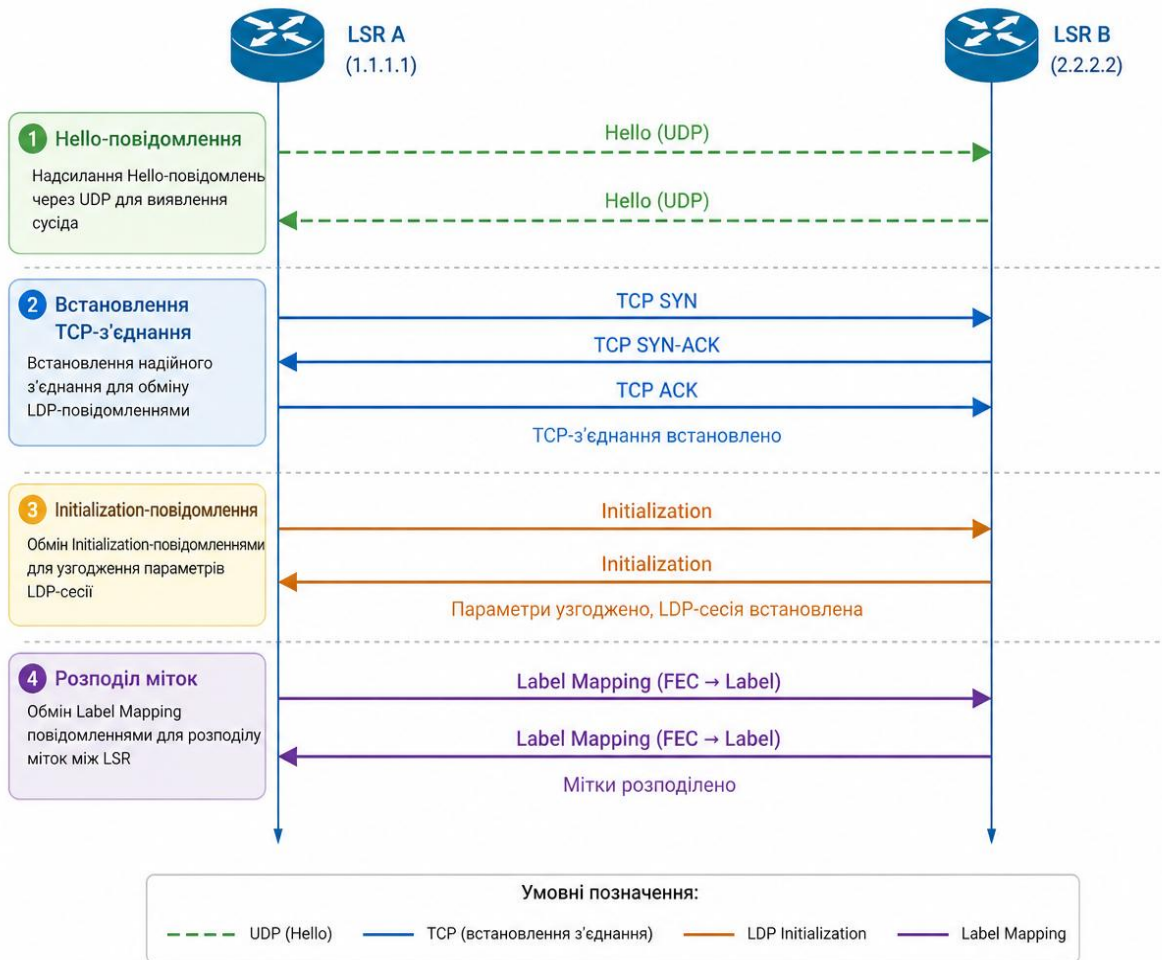 LSR A
(1.1.1.1)
LSR B
(2.2.2.2)
1 Hello-повідомлення
Надсилання Hello-повідомлень
через UDP для виявлення
сусіда
Hello (UDP)
Hello (UDP)
2 Встановлення
TCP-з'єднання
Встановлення надійного
з'єднання для обміну
LDP-повідомленнями
TCP SYN
TCP SYN-ACK
TCP ACK
TCP-з'єднання встановлено
3 Initialization-повідомлення
Обмін Initialization-повідомленнями
для узгодження параметрів
LDP-сесії
Initialization
Initialization
Параметри узгоджено, LDP-сесія встановлена
4 Розподіл міток
Обмін Label Mapping
повідомленнями для розподілу
міток між LSR
Label Mapping (FEC → Label)
Label Mapping (FEC → Label)
Мітки розподілено
Умовні позначення:
UDP (Hello)
TCP (встановлення з'єднання)
LDP Initialization
Label Mapping